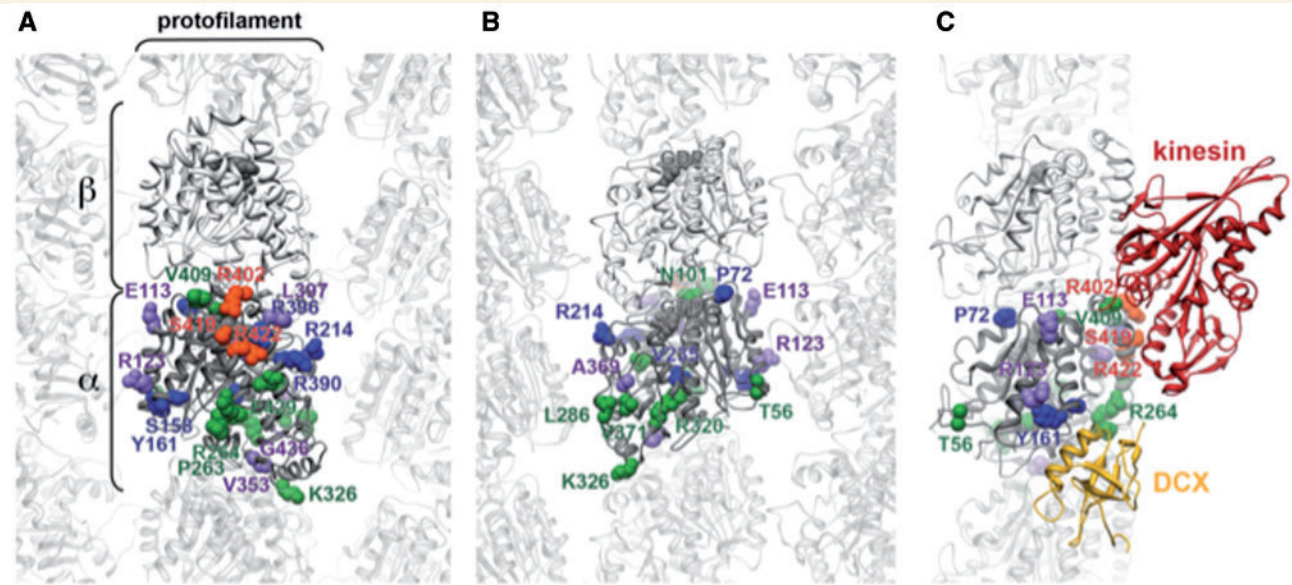 A
protofilament
β
α
V409 R402
E113
L397
R396
S419
R422
R214
R123
R390
S158
Y161
R264
P263
G436
V353
K326
B
GDP
N101 P72
E113
R214
R123
A369
L286
R320
T56
K326
C
kinesin
R402
E113
P72
V409
S419
R123
R422
R264
T56
Y161
DCX